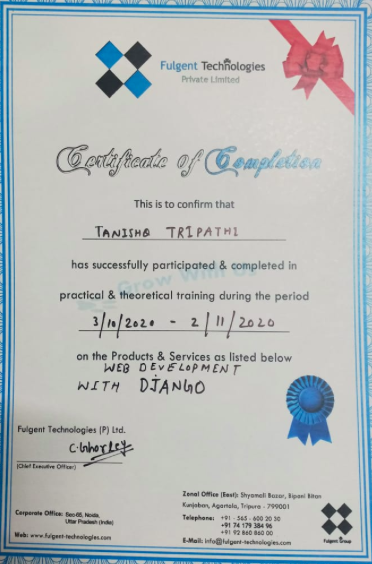 Fulgent Technologies
Private Limited
Certificate of Completion
This is to confirm that
TANISHQ TRIPATHI
has successfully participated & completed in
Grow With Us
practical & theoretical training during the period
3/10/2020 - 2/11/2020
on the Products & Services as listed below
WEB DEVELOPMENT
WITH DJANGO
Fulgent Technologies (P) Ltd.
(Chief Executive Officer)
Corporate Office: Sec-65, Noida,
Uttar Pradesh (India)
Web: www.fulgent-technologies.com
Zonal Office (East): Shyamali Bazar, Bipani Bitan
Kunjaban, Agartala, Tripura - 799001
Telephone: +91 - 565 - 600 20 30
+91 74 179 384 96
+91 92 860 860 00
E-Mail: info@fulgent-technologies.com
Fulgent Group